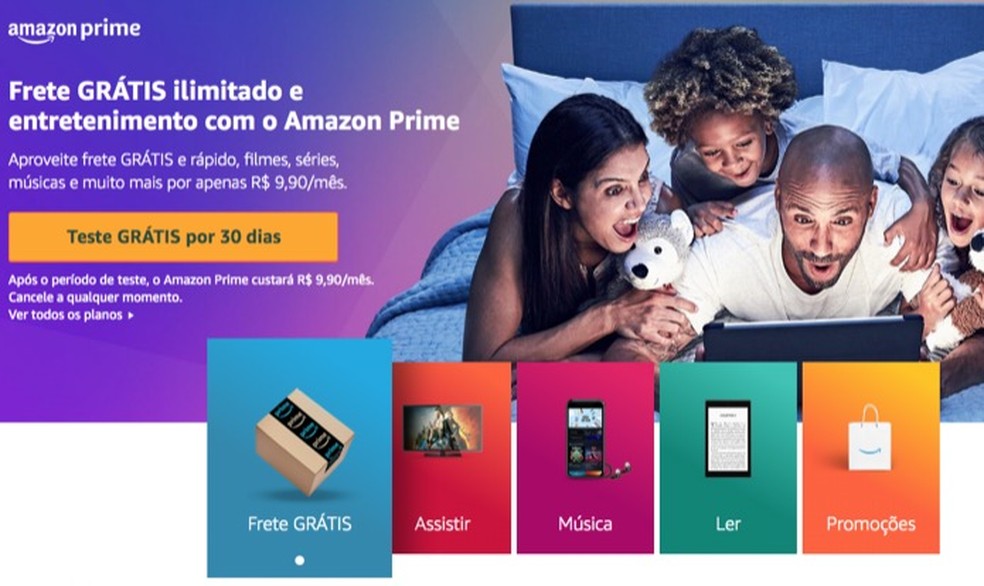 amazon prime
Frete GRÁTIS ilimitado e
entretenimento com o Amazon Prime
Aproveite frete GRÁTIS e rápido, filmes, séries,
músicas e muito mais por apenas R$ 9,90/mês.
Teste GRÁTIS por 30 dias
Após o período de teste, o Amazon Prime custará R$ 9,90/mês.
Cancele a qualquer momento.
Ver todos os planos ▸
Frete GRÁTIS
Assistir
Música
Ler
Promoções